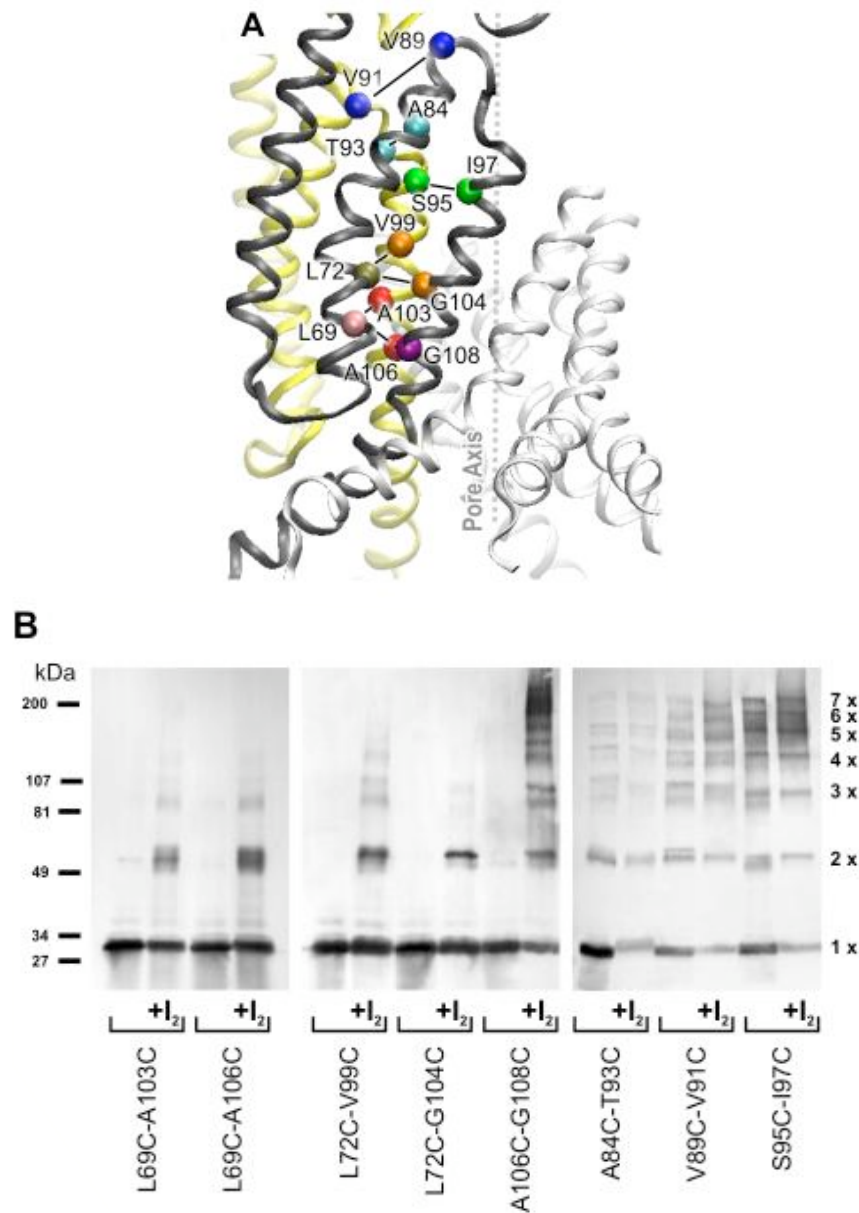 A
V89
V91
A84
T93
I97
S95
V99
L72
G104
A103
L69
G108
A106
Pore Axis
B
kDa
200
107
81
49
34
27
7 x
6 x
5 x
4 x
3 x
2 x
1 x
+I2 +I2 +I2 +I2 +I2 +I2 +I2 +I2
L69C-A103C
L69C-A106C
L72C-V99C
L72C-G104C
A106C-G108C
A84C-T93C
V89C-V91C
S95C-I97C